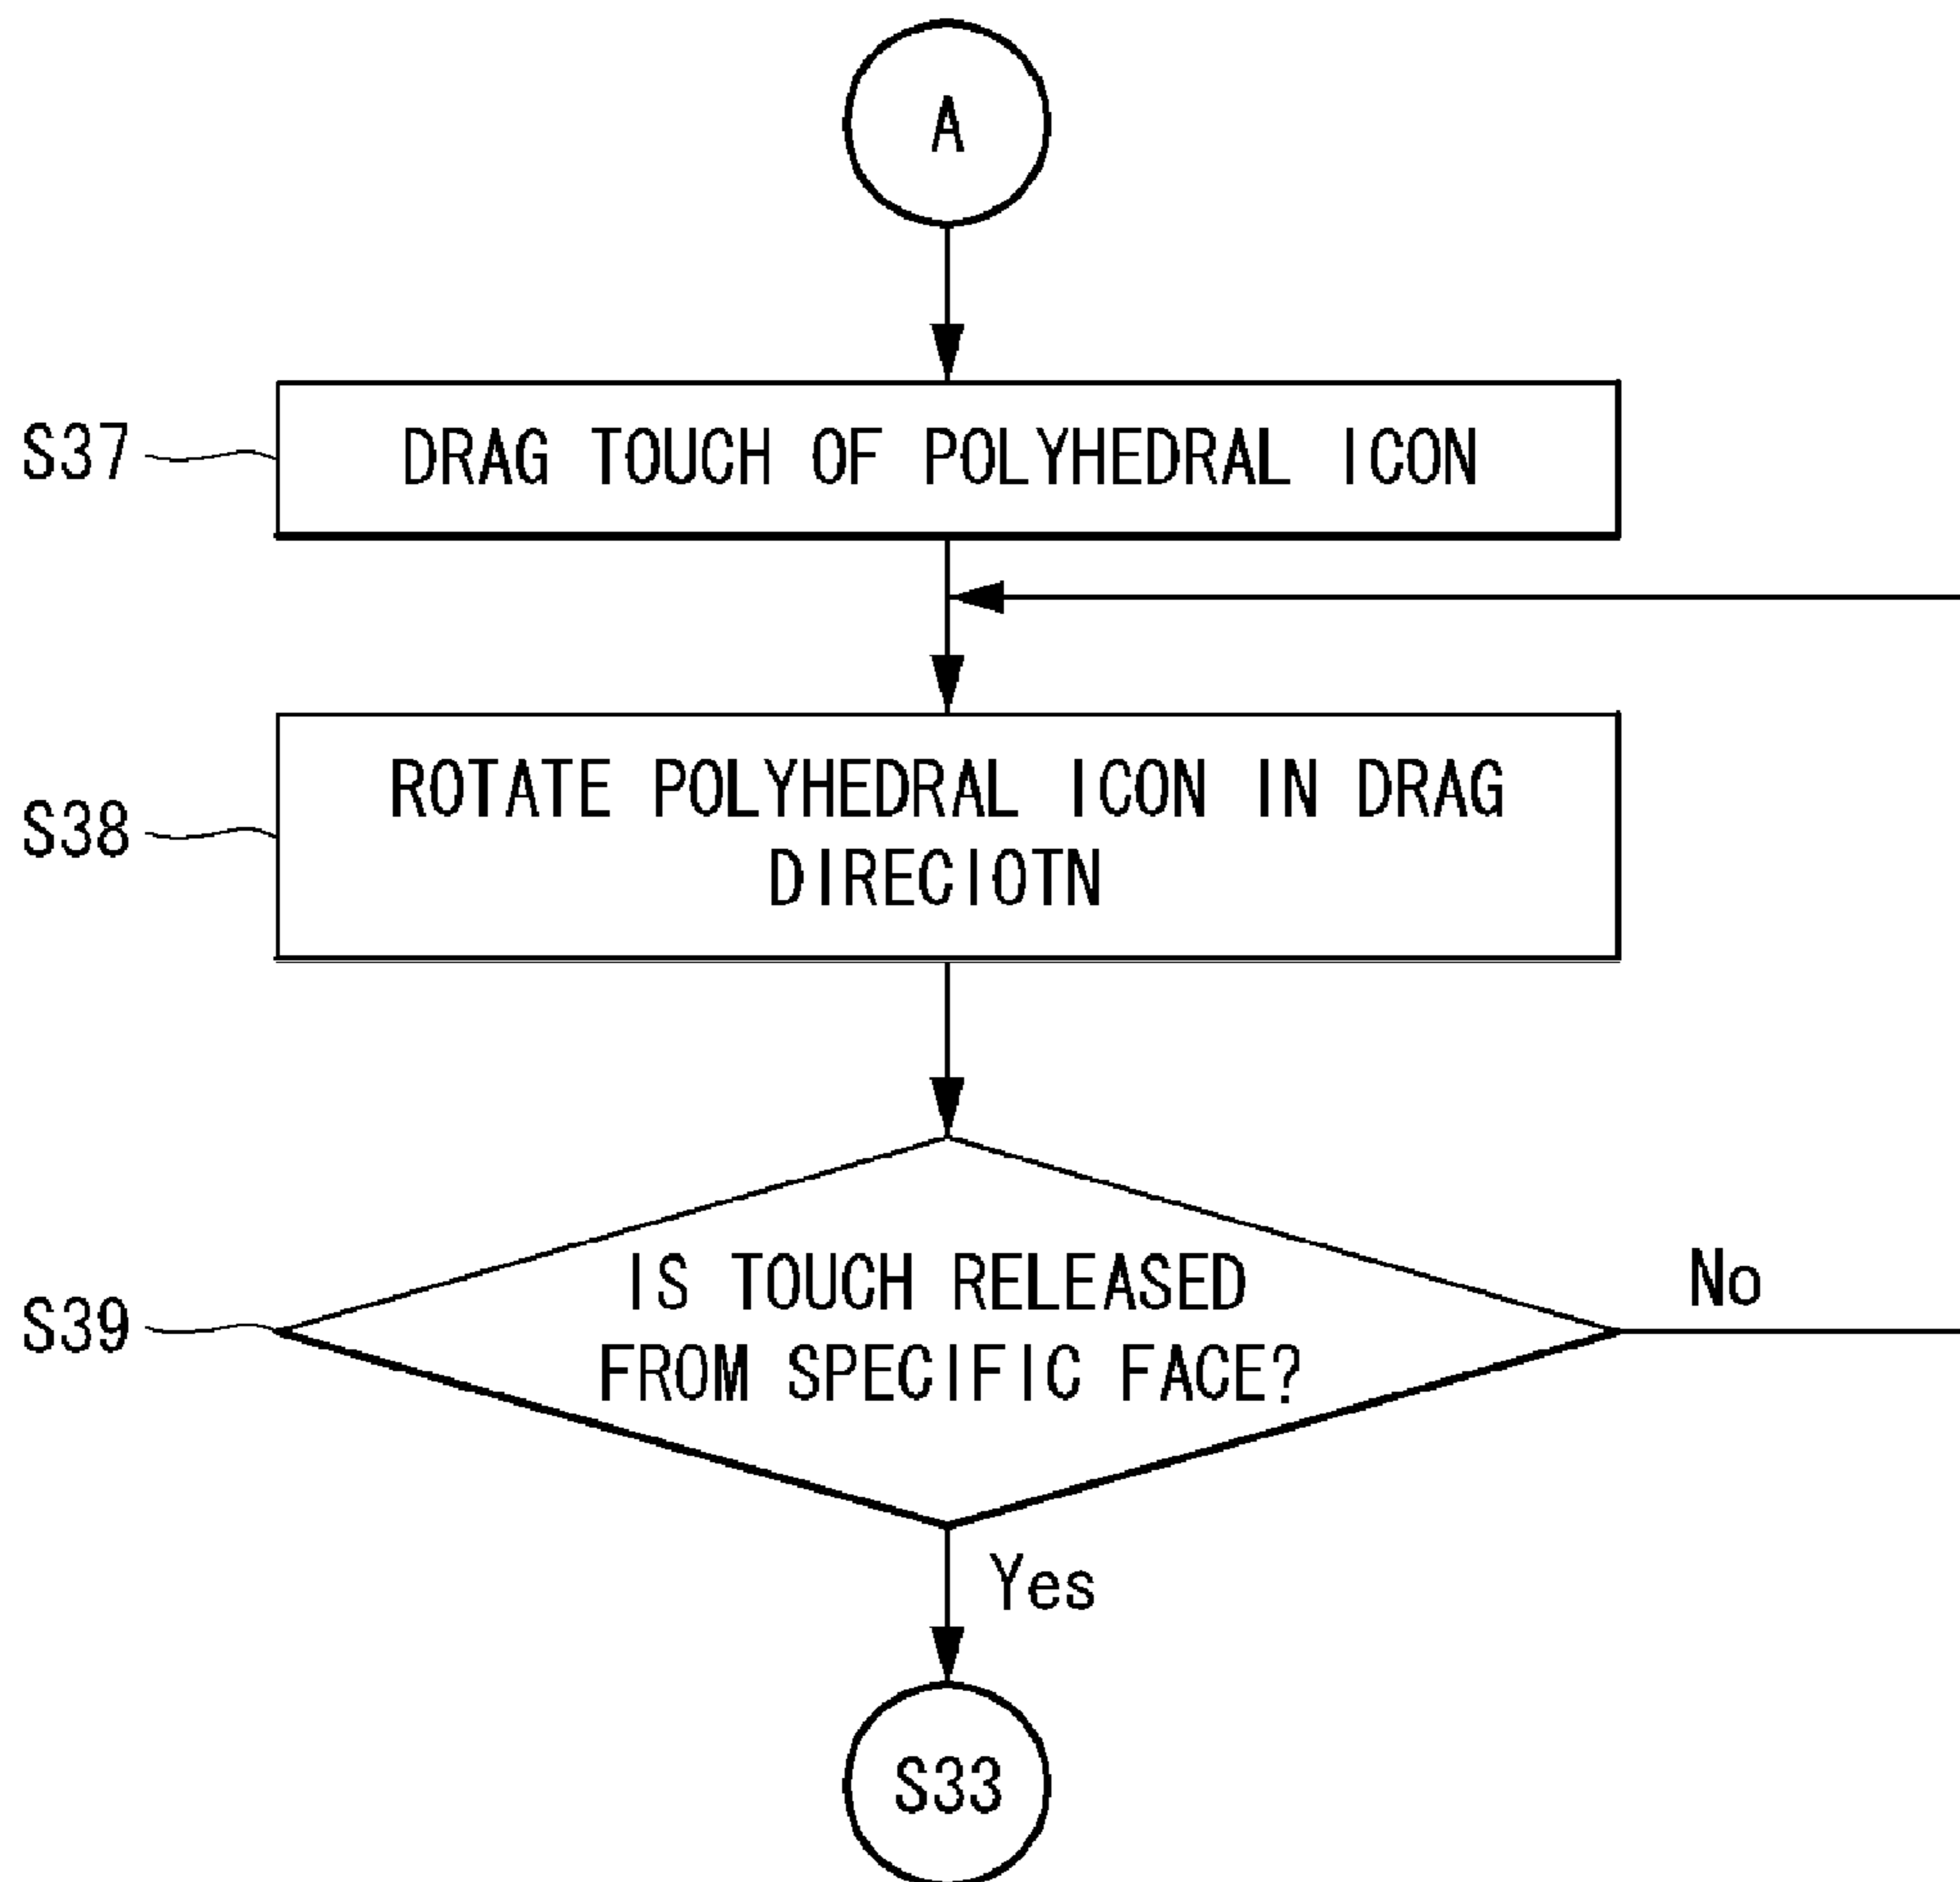 A
S37
DRAG TOUCH OF POLYHEDRAL ICON
S38
ROTATE POLYHEDRAL ICON IN DRAG
DIRECIOTN
S39
IS TOUCH RELEASED
FROM SPECIFIC FACE?
No
Yes
S33